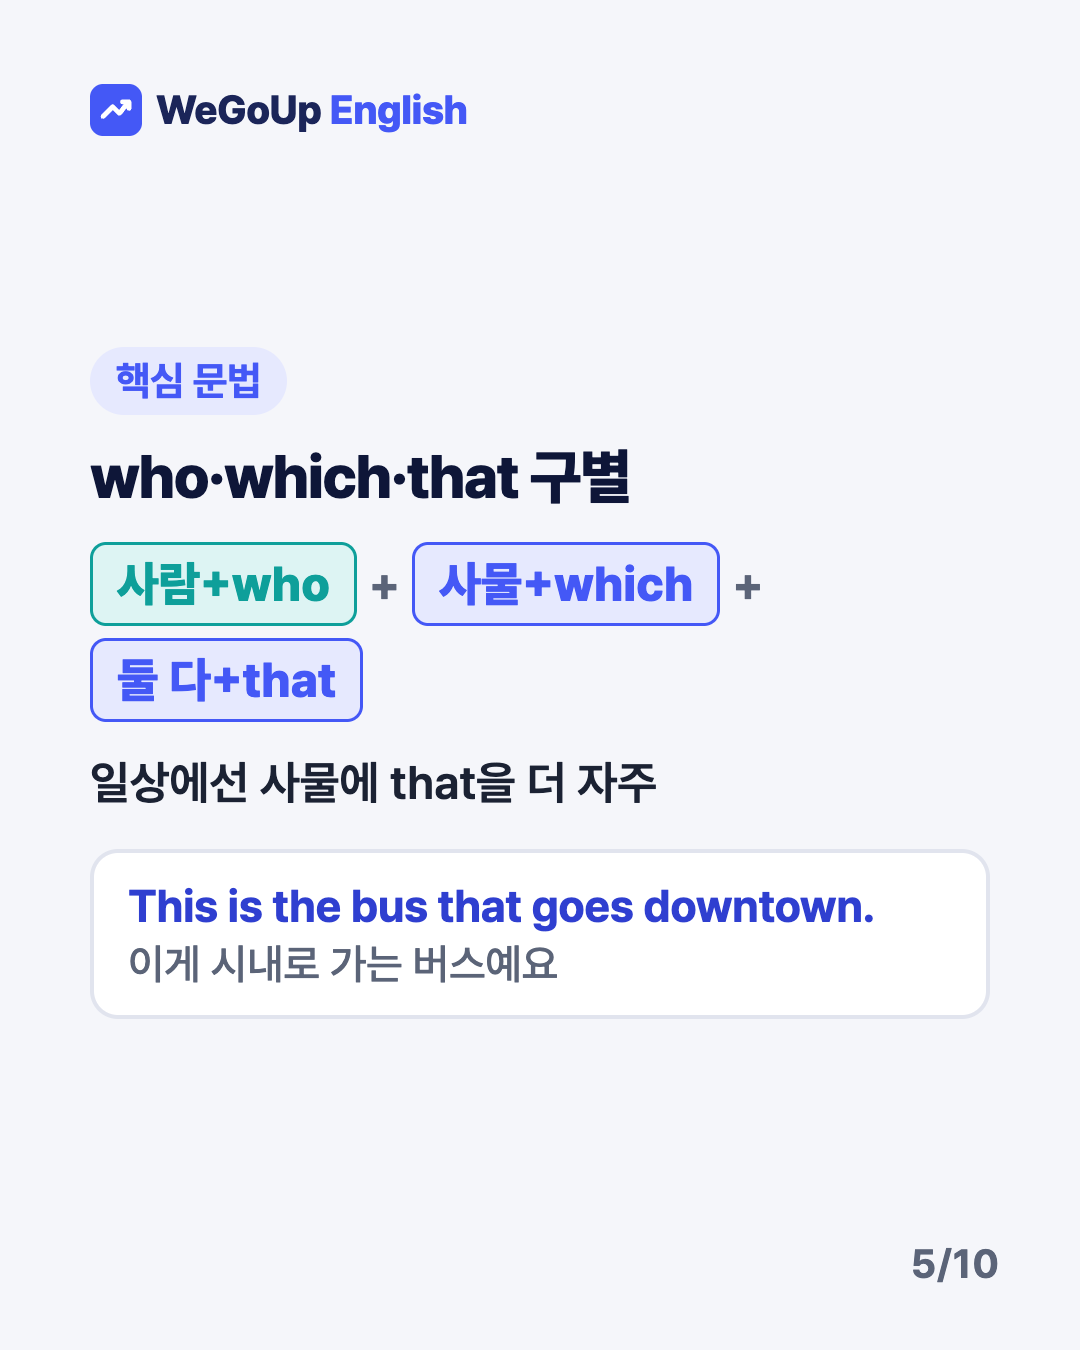 WeGoUp English
핵심 문법
who·which·that 구별
사람+who + 사물+which +
둘 다+that
일상에선 사물에 that을 더 자주
This is the bus that goes downtown.
이게 시내로 가는 버스예요
5/10